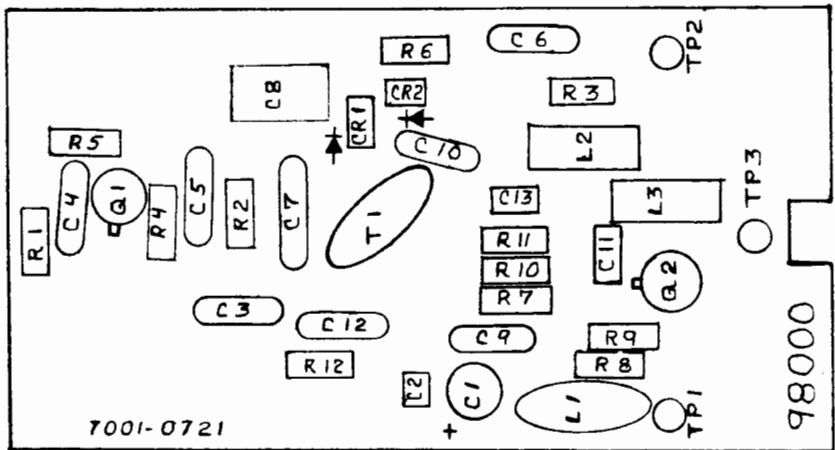 R6
C6
TP2
C8
CR2
R3
CR1
R5
C10
L2
C4
Q1
R4
C5
R2
C7
T1
C13
L3
TP3
R1
R11
C11
R10
Q2
R7
C3
C12
C9
R9
R12
R8
C2
C1
L1
TP1
98000
7001-0721
+